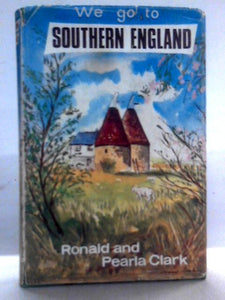 We go to
SOUTHERN ENGLAND
Ronald and
Pearla Clark